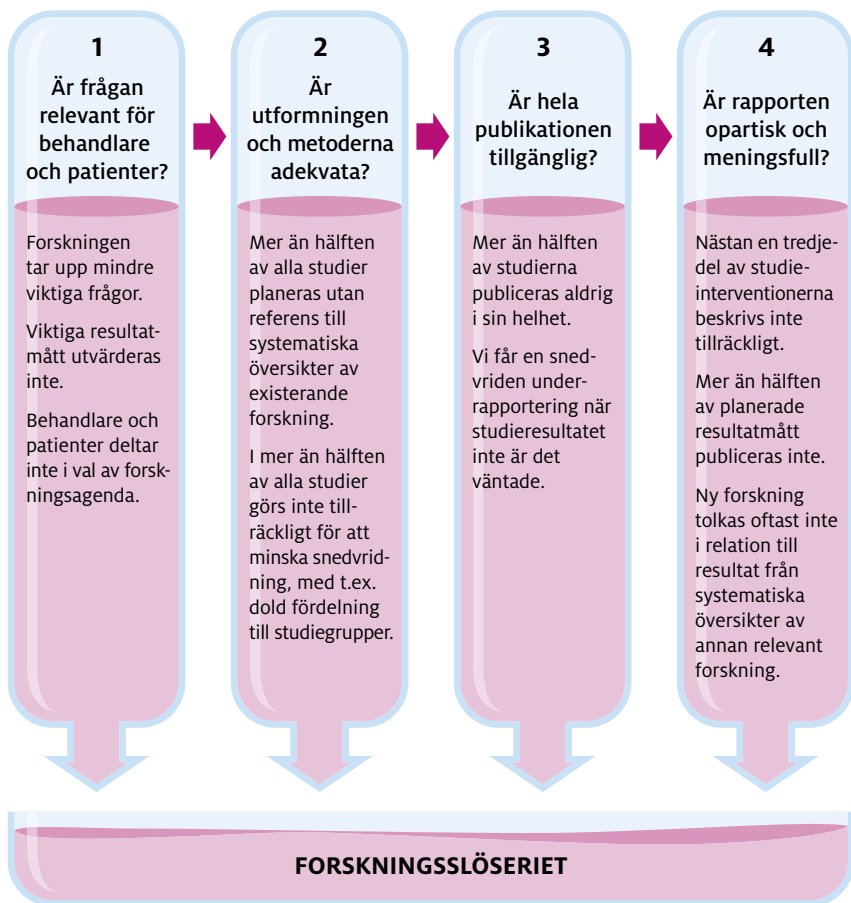 1
Är frågan
relevant för
behandlare
och patienter?
Forskningen
tar upp mindre
viktiga frågor.
Viktiga resultat-
mått utvärderas
inte.
Behandlare och
patienter deltar
inte i val av forsk-
ningsagenda.
2
Är
utformningen
och metoderna
adekvata?
Mer än hälften
av alla studier
planeras utan
referens till
systematiska
översikter av
existerande
forskning.
I mer än hälften
av alla studier
görs inte till-
räckligt för att
minska snedvrid-
ning, med t.ex.
dold fördelning
till studiegrupper.
3
Är hela
publikationen
tillgänglig?
Mer än hälften
av studierna
publiceras aldrig
i sin helhet.
Vi får en sned-
vriden under-
rapportering när
studieresultatet
inte är det
väntade.
4
Är rapporten
opartisk och
meningsfull?
Nästan en tredje-
del av studie-
interventionerna
beskrivs inte
tillräckligt.
Mer än hälften
av planerade
resultatmått
publiceras inte.
Ny forskning
tolkas oftast inte
i relation till
resultat från
systematiska
översikter av
annan relevant
forskning.
FORSKNINGSSLÖSERIET